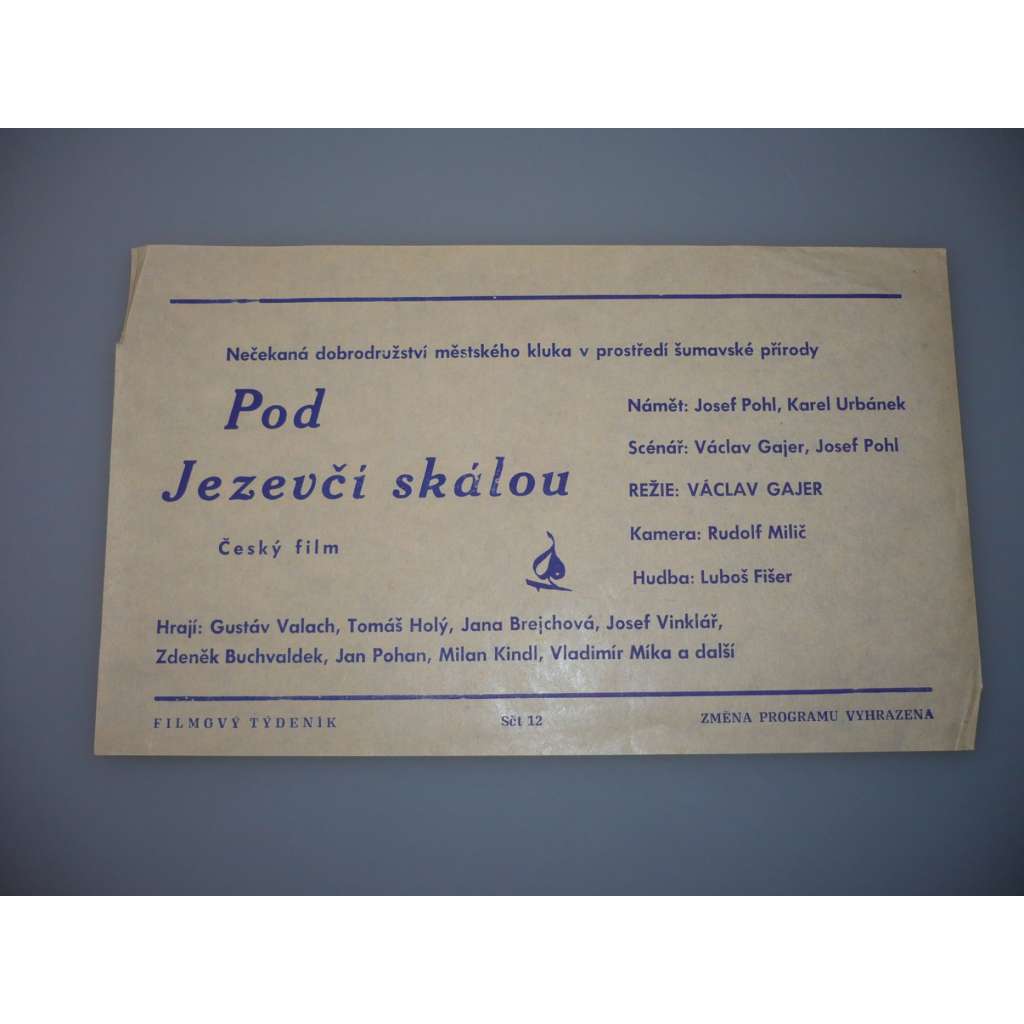 Nečekaná dobrodružství městského kluka v prostředí šumavské přírody
Pod
Jezevčí skálou
Český film
Námět: Josef Pohl, Karel Urbánek
Scénář: Václav Gajer, Josef Pohl
REŽIE: VÁCLAV GAJER
Kamera: Rudolf Milič
Hudba: Luboš Fišer
Hrají: Gustáv Valach, Tomáš Holý, Jana Brejchová, Josef Vinklář,
Zdeněk Buchvaldek, Jan Pohan, Milan Kindl, Vladimír Míka a další
FILMOVÝ TÝDENÍK Sčt 12 ZMĚNA PROGRAMU VYHRAZENA